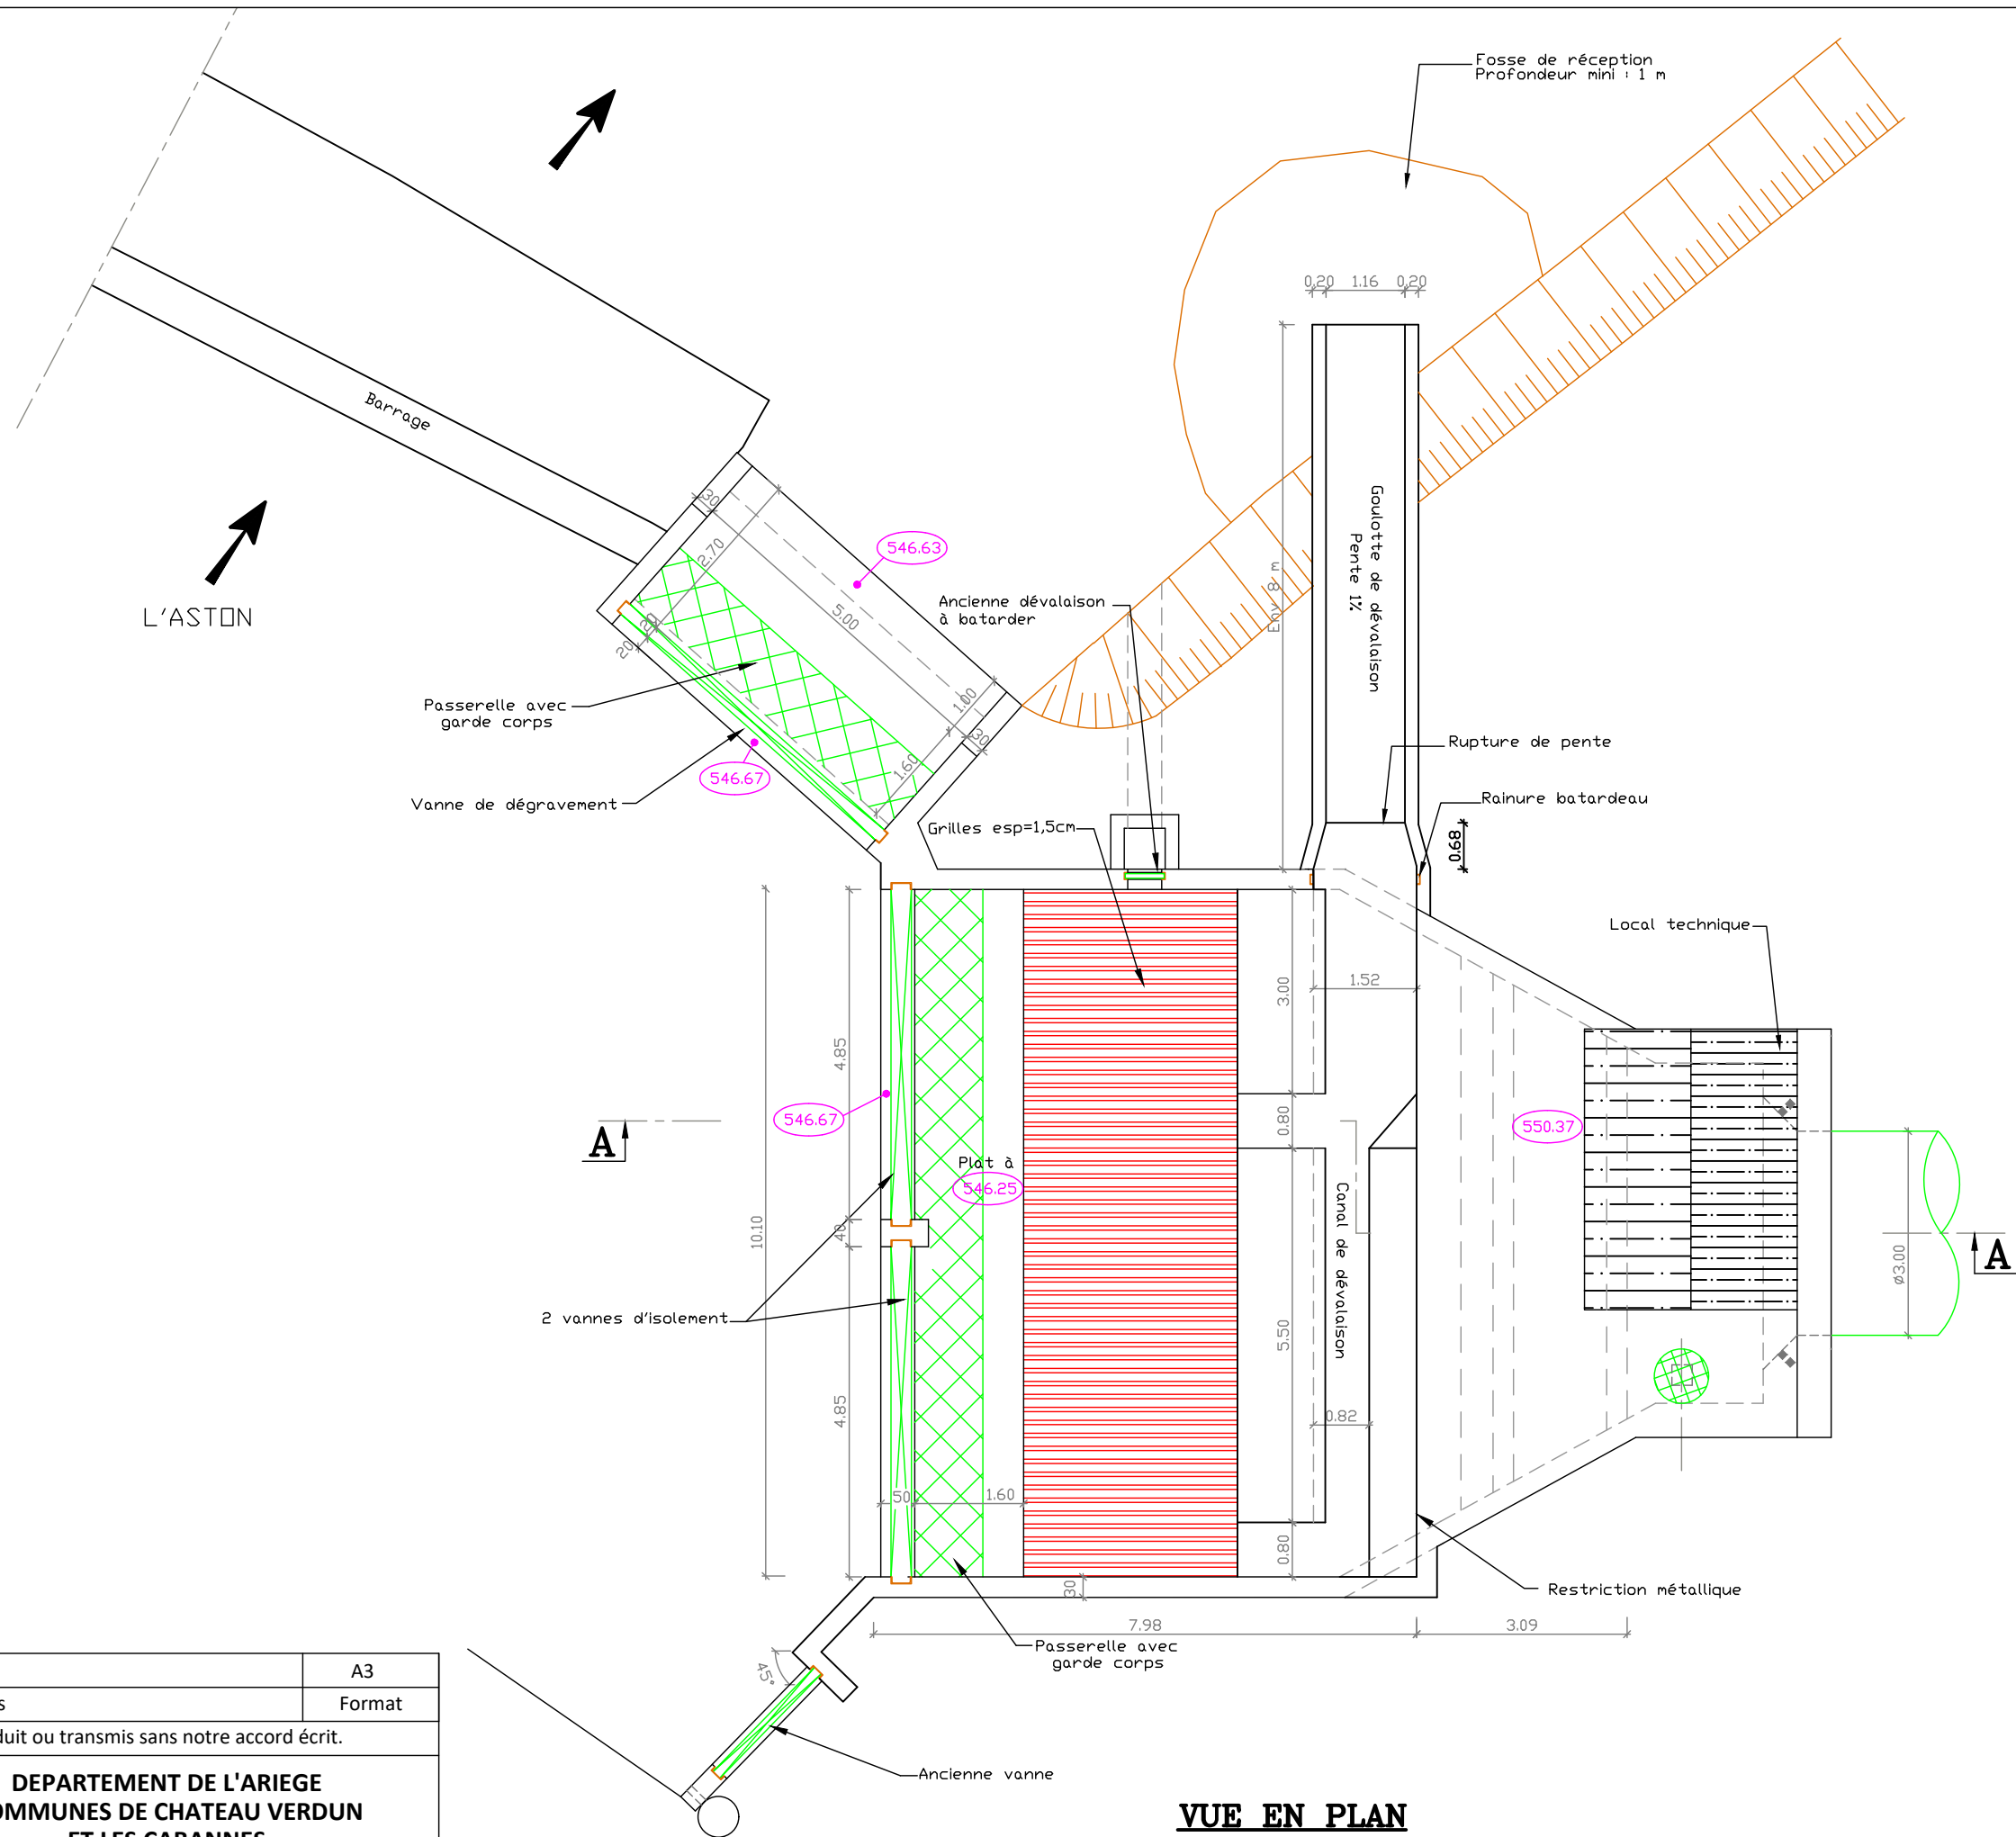 Fosse de réception
Profondeur mini : 1 m
0.20 1.16 0.20
Barrage
L'ASTON
30
2.70
5.00
20
20
546.63
Ancienne dévalaison
à batarder
Env 8 m
Goulotte de dévalaison
Pente 1%
Passerelle avec
garde corps
1.00
30
1.60
546.67
Vanne de dégravement
Rupture de pente
Rainure batardeau
0.68
Grilles esp=1,5cm
Local technique
1.52
3.00
4.85
546.67
A
0.80
550.37
Plat à
546.25
10.10
40
Canal de dévalaison
ø3.00
A
2 vannes d'isolement
5.50
4.85
0.82
50
1.60
0.80
30
Restriction métallique
7.98
3.09
Passerelle avec
garde corps
45°
Ancienne vanne
A3
s
Format
duit ou transmis sans notre accord écrit.
DEPARTEMENT DE L'ARIEGE
OMMUNES DE CHATEAU VERDUN
ET LES CABANNES
VUE EN PLAN